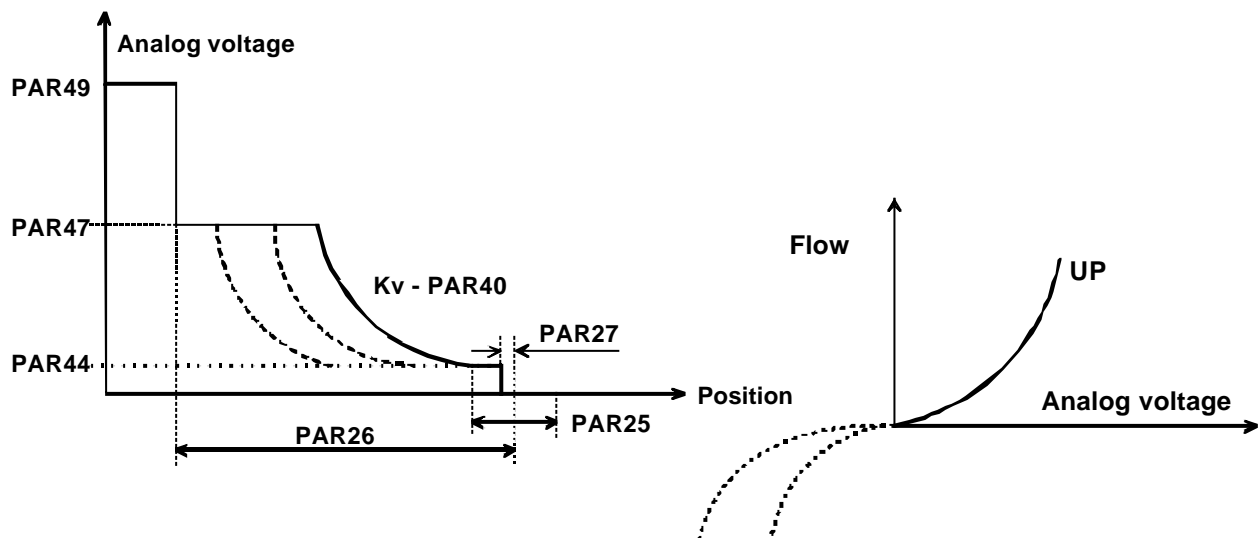 Analog voltage
PAR49
PAR47
Kv - PAR40
PAR27
PAR44
Position
PAR25
PAR26
Flow
UP
Analog voltage